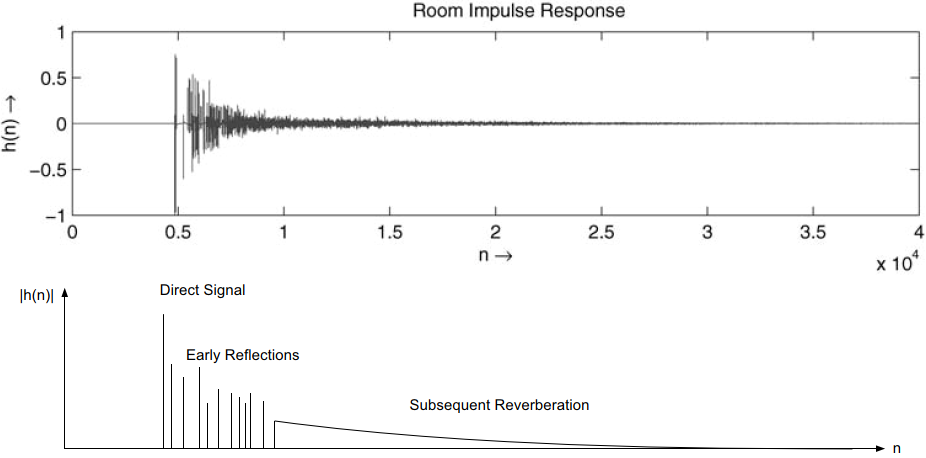 Room Impulse Response
1
0.5
0
−0.5
−1
h(n) →
0 0.5 1 1.5 2 2.5 3 3.5 4
n →
x 10⁴
|h(n)|
Direct Signal
Early Reflections
Subsequent Reverberation
n